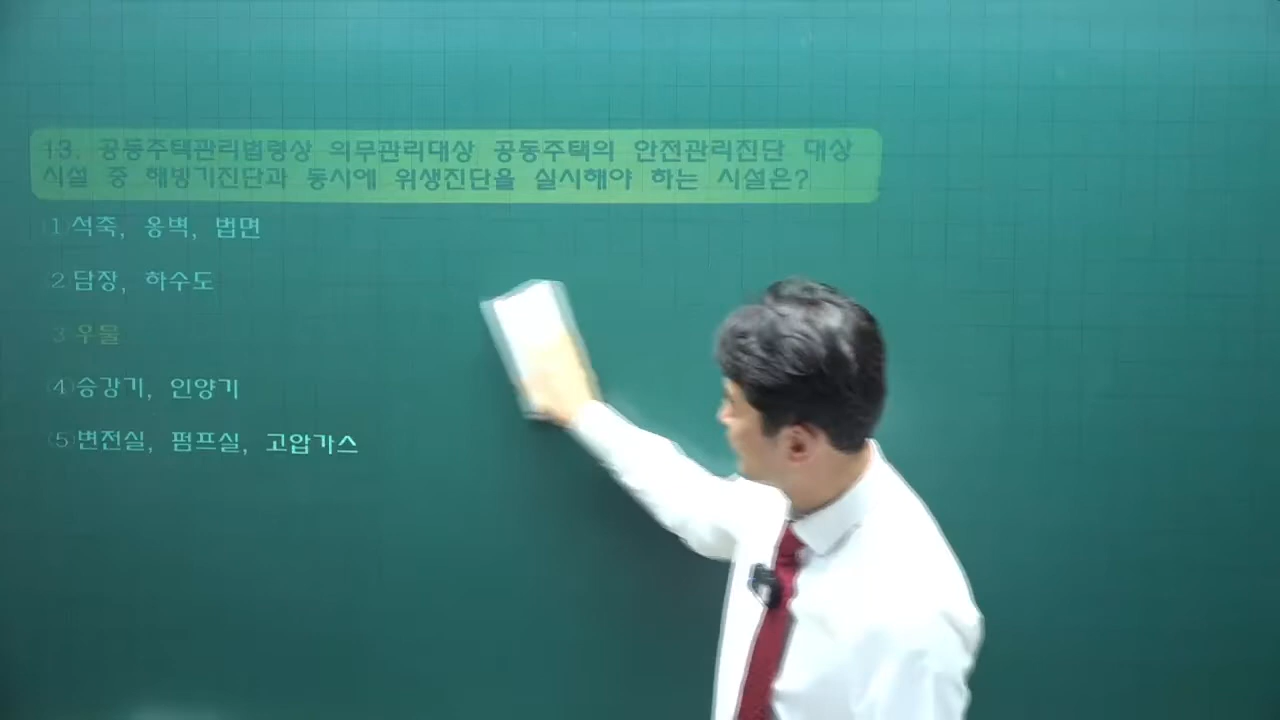 13. 공동주택관리법령상 의무관리대상 공동주택의 안전관리진단 대상
시설 중 해빙기진단과 동시에 위생진단을 실시해야 하는 시설은?
(1) 석축, 옹벽, 법면
(2) 담장, 하수도
(3) 우물
(4) 승강기, 인양기
(5) 변전실, 펌프실, 고압가스